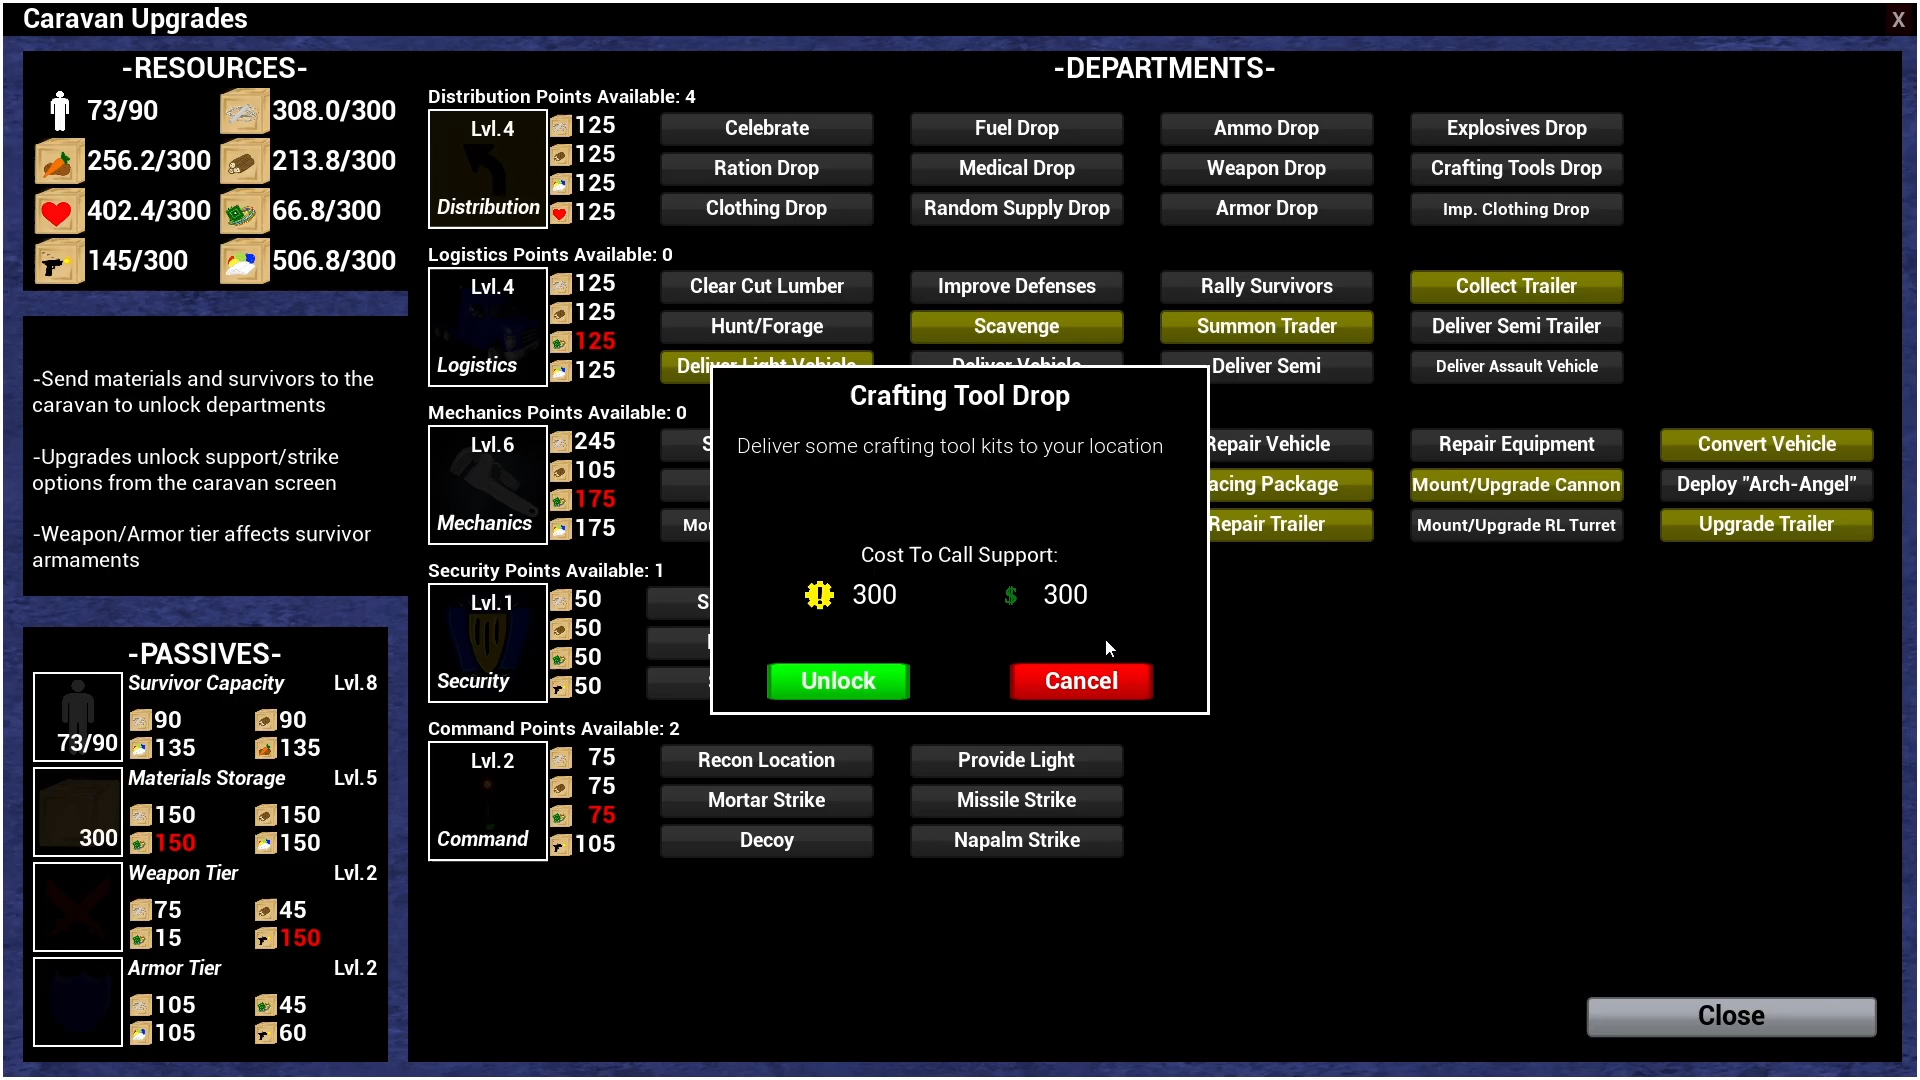 Caravan Upgrades
X
-RESOURCES-
73/90
308.0/300
256.2/300
213.8/300
402.4/300
66.8/300
145/300
506.8/300
-Send materials and survivors to the
caravan to unlock departments
-Upgrades unlock support/strike
options from the caravan screen
-Weapon/Armor tier affects survivor
armaments
-PASSIVES-
Survivor Capacity Lvl.8
73/90
90
90
135
135
Materials Storage Lvl.5
300
150
150
150
150
Weapon Tier Lvl.2
75
45
15
150
Armor Tier Lvl.2
105
45
105
60
-DEPARTMENTS-
Distribution Points Available: 4
Lvl.4
Distribution
125
125
125
125
Celebrate
Fuel Drop
Ammo Drop
Explosives Drop
Ration Drop
Medical Drop
Weapon Drop
Crafting Tools Drop
Clothing Drop
Random Supply Drop
Armor Drop
Imp. Clothing Drop
Logistics Points Available: 0
Lvl.4
Logistics
125
125
125
125
Clear Cut Lumber
Improve Defenses
Rally Survivors
Collect Trailer
Hunt/Forage
Scavenge
Summon Trader
Deliver Semi Trailer
Deliver Light Vehicle
Deliver Vehicle
Deliver Semi
Deliver Assault Vehicle
Mechanics Points Available: 0
Lvl.6
Mechanics
245
105
175
175
Repair Vehicle
Repair Equipment
Convert Vehicle
acing Package
Mount/Upgrade Cannon
Deploy "Arch-Angel"
Mou
Repair Trailer
Mount/Upgrade RL Turret
Upgrade Trailer
Security Points Available: 1
Lvl.1
Security
50
50
50
50
Command Points Available: 2
Lvl.2
Command
75
75
75
105
Recon Location
Provide Light
Mortar Strike
Missile Strike
Decoy
Napalm Strike
Crafting Tool Drop
Deliver some crafting tool kits to your location
Cost To Call Support:
300
$ 300
Unlock
Cancel
Close